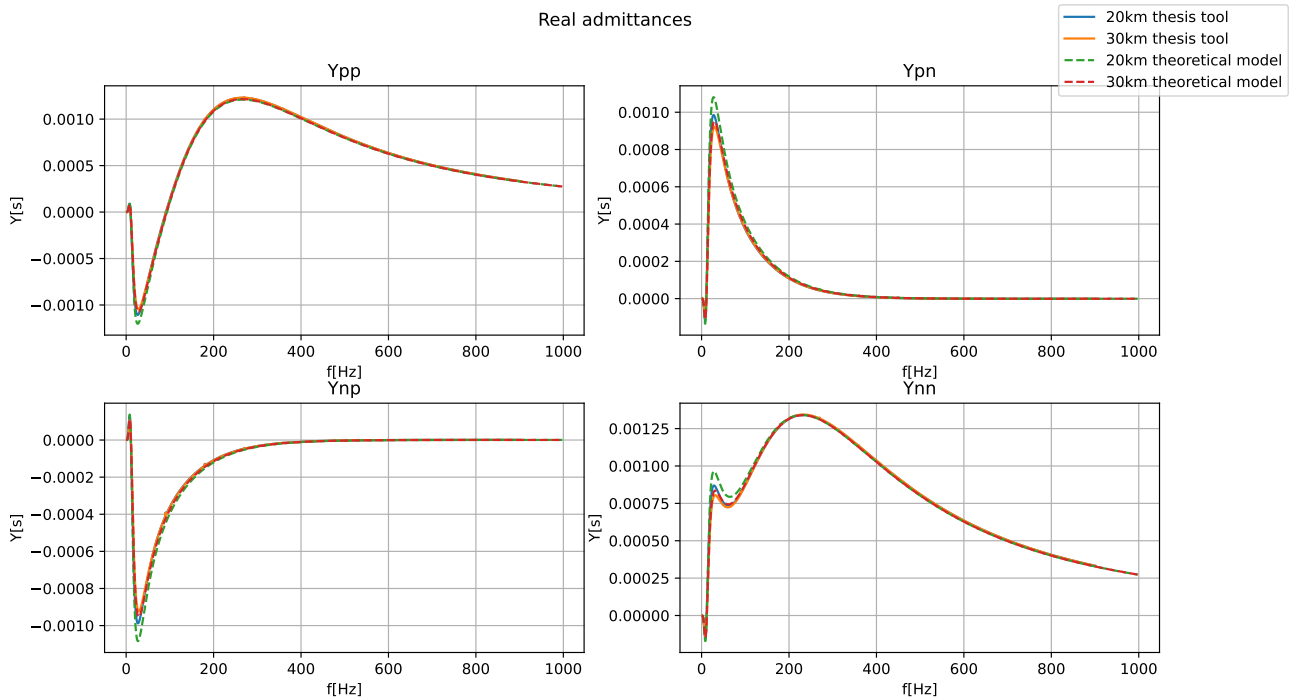 Real admittances
20km thesis tool
30km thesis tool
20km theoretical model
30km theoretical model
Ypp
Y[s]
0.0010
0.0005
0.0000
−0.0005
−0.0010
0 200 400 600 800 1000
f[Hz]
Ypn
Y[s]
0.0010
0.0008
0.0006
0.0004
0.0002
0.0000
0 200 400 600 800 1000
f[Hz]
Ynp
Y[s]
0.0000
−0.0002
−0.0004
−0.0006
−0.0008
−0.0010
0 200 400 600 800 1000
f[Hz]
Ynn
Y[s]
0.00125
0.00100
0.00075
0.00050
0.00025
0.00000
0 200 400 600 800 1000
f[Hz]